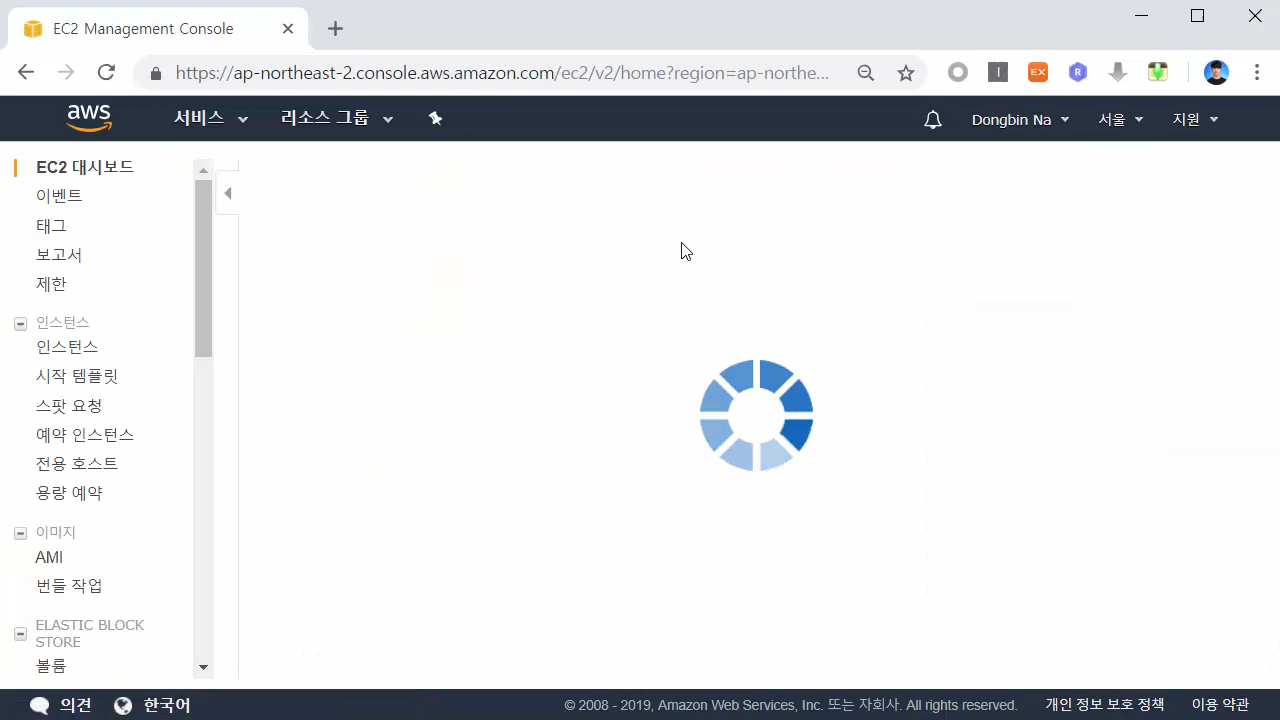 EC2 Management Console
https://ap-northeast-2.console.aws.amazon.com/ec2/v2/home?region=ap-northe...
EX
R
aws
서비스
리소스 그룹
Dongbin Na
서울
지원
EC2 대시보드
이벤트
태그
보고서
제한
인스턴스
인스턴스
시작 템플릿
스팟 요청
예약 인스턴스
전용 호스트
용량 예약
이미지
AMI
번들 작업
ELASTIC BLOCK
STORE
볼륨
의견
한국어
© 2008 - 2019, Amazon Web Services, Inc. 또는 자회사. All rights reserved.
개인 정보 보호 정책
이용 약관